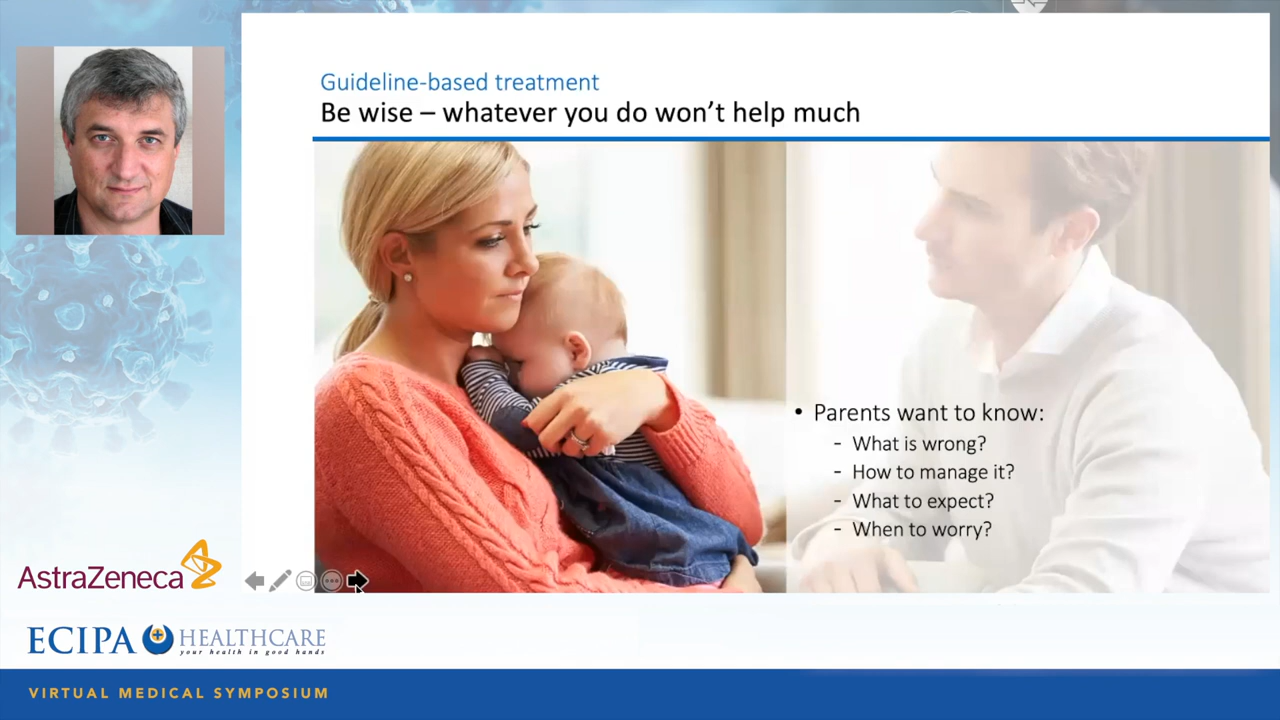 Guideline-based treatment
Be wise – whatever you do won’t help much
• Parents want to know:
- What is wrong?
- How to manage it?
- What to expect?
- When to worry?
AstraZeneca
ECIPA HEALTHCARE
your health in good hands
VIRTUAL MEDICAL SYMPOSIUM